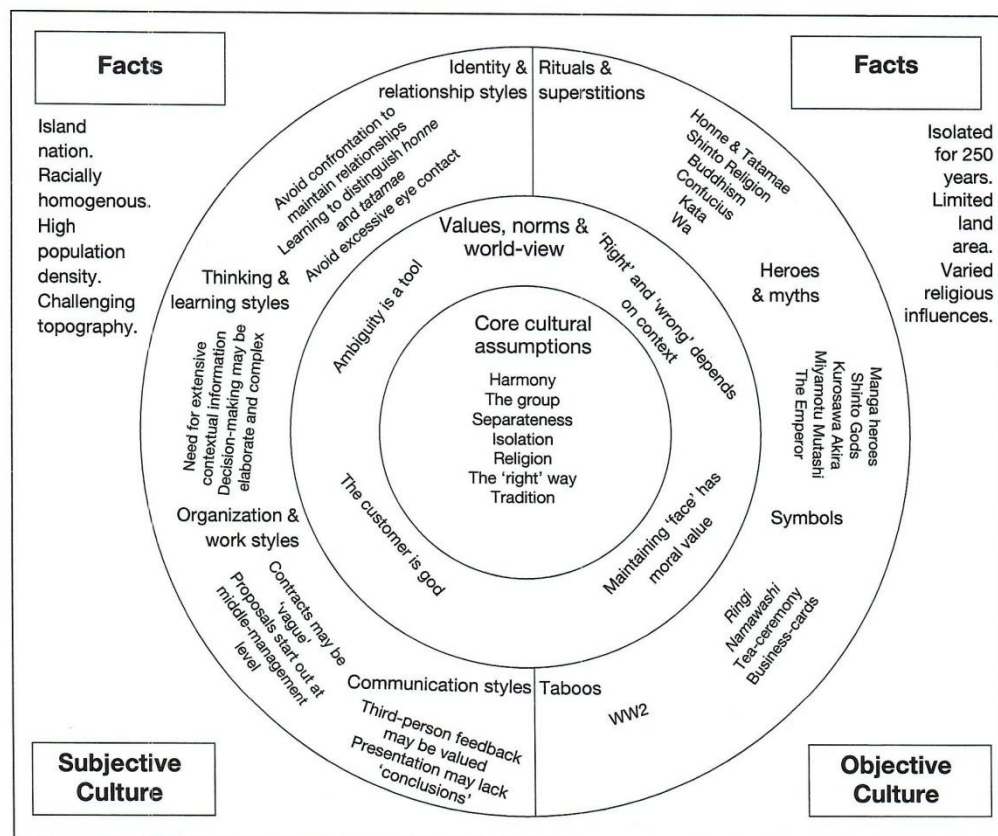 Facts
Island
nation.
Racially
homogenous.
High
population
density.
Challenging
topography.
Identity &
relationship styles
Avoid confrontation to
maintain relationships
Learning to distinguish honne
and tatamae
Avoid excessive eye contact
Thinking &
learning styles
Need for extensive
contextual information
Decision-making may be
elaborate and complex
Organization &
work styles
Contracts may be
'vague'
Proposals start out at
middle-management
level
Communication styles
Third-person feedback
may be valued
Presentation may lack
'conclusions'
Subjective
Culture
Values, norms &
world-view
Ambiguity is a tool
'Right' and 'wrong' depends
on context
The customer is god
Maintaining 'face' has
moral value
Core cultural
assumptions
Harmony
The group
Separateness
Isolation
Religion
The 'right' way
Tradition
Rituals &
superstitions
Honne & Tatamae
Shinto Religion
Buddhism
Confucius
Kata
Wa
Heroes
& myths
Manga heroes
Shinto Gods
Kurosawa Akira
Miyamotu Mutashi
The Emperor
Symbols
Ringi
Namawashi
Tea-ceremony
Business-cards
Taboos
WW2
Facts
Isolated
for 250
years.
Limited
land
area.
Varied
religious
influences.
Objective
Culture